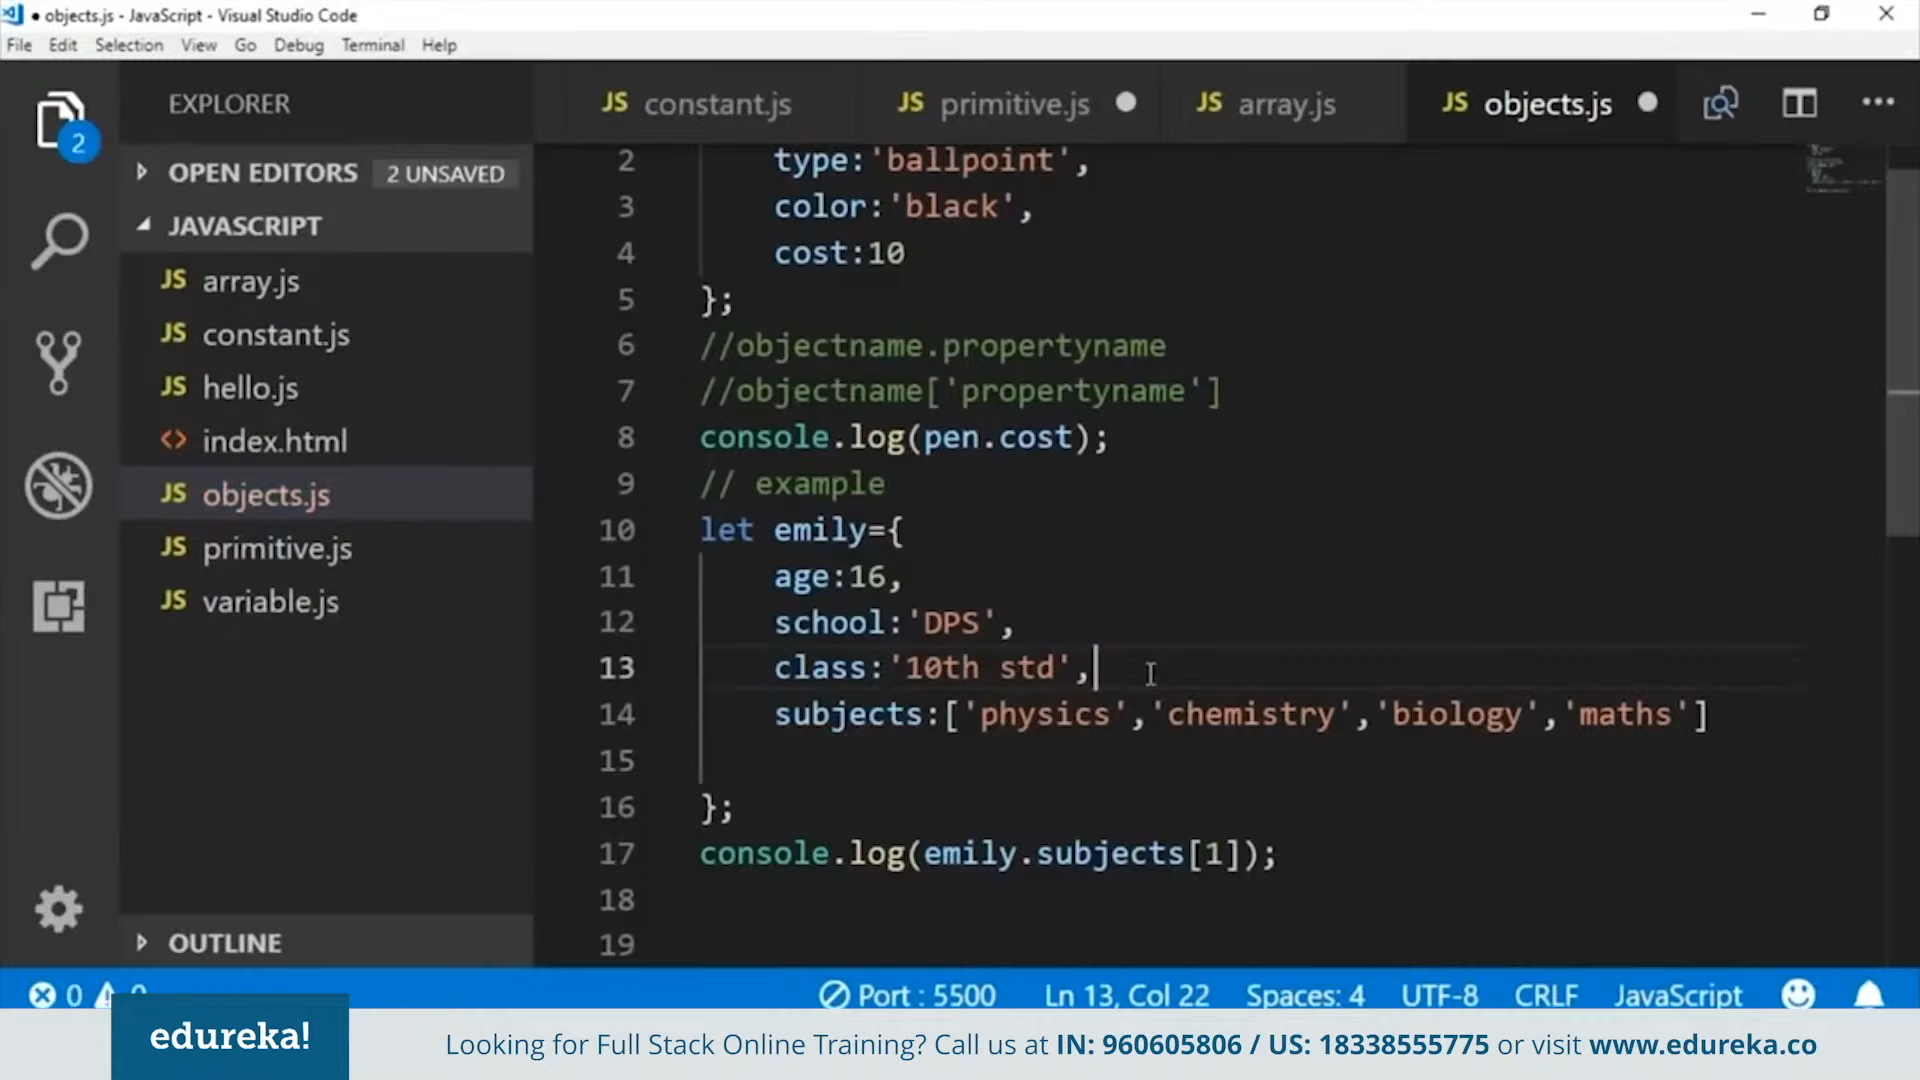 objects.js - JavaScript - Visual Studio Code
File Edit Selection View Go Debug Terminal Help
2
EXPLORER
OPEN EDITORS 2 UNSAVED
JAVASCRIPT
JS array.js
JS constant.js
JS hello.js
<> index.html
JS objects.js
JS primitive.js
JS variable.js
OUTLINE
JS constant.js JS primitive.js JS array.js JS objects.js
2 type:'ballpoint',
3 color:'black',
4 cost:10
5 };
6 //objectname.propertyname
7 //objectname['propertyname']
8 console.log(pen.cost);
9 // example
10 let emily={
11 age:16,
12 school:'DPS',
13 class:'10th std',
14 subjects:['physics','chemistry','biology','maths']
15
16 };
17 console.log(emily.subjects[1]);
18
19
0 Port : 5500 Ln 13, Col 22 Spaces: 4 UTF-8 CRLF JavaScript
edureka!
Looking for Full Stack Online Training? Call us at IN: 960605806 / US: 18338555775 or visit www.edureka.co